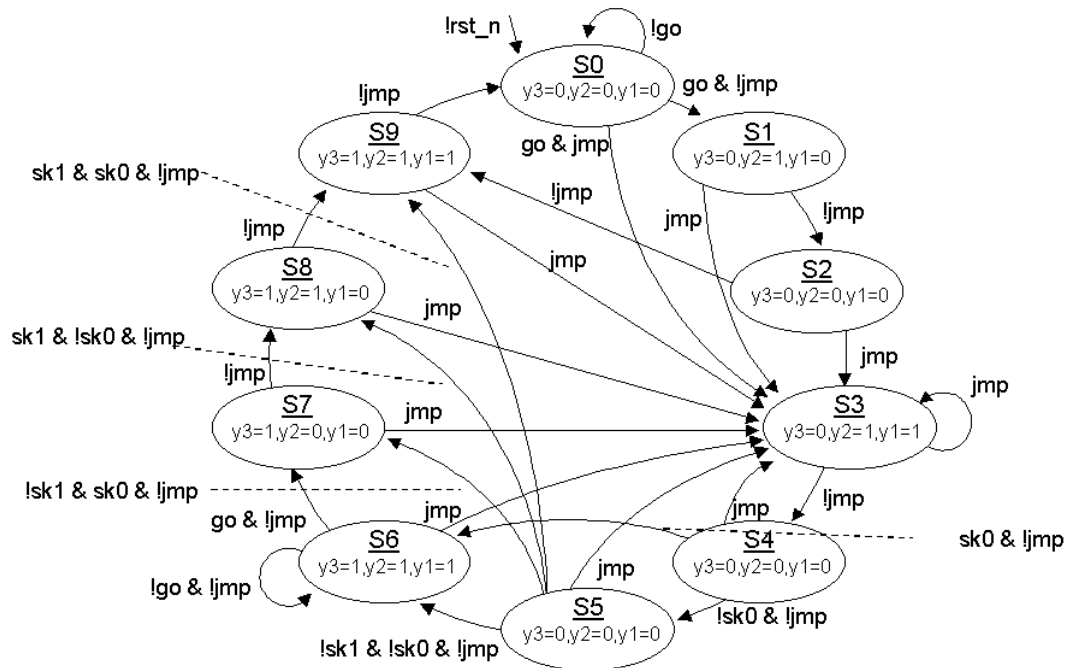 !rst_n
!go
S0
y3=0,y2=0,y1=0
go & !jmp
!jmp
S9
y3=1,y2=1,y1=1
go & jmp
S1
y3=0,y2=1,y1=0
sk1 & sk0 & !jmp
!jmp
jmp
!jmp
!jmp
jmp
S8
y3=1,y2=1,y1=0
S2
y3=0,y2=0,y1=0
jmp
sk1 & !sk0 & !jmp
!jmp
jmp
jmp
S7
y3=1,y2=0,y1=0
jmp
S3
y3=0,y2=1,y1=1
!sk1 & sk0 & !jmp
go & !jmp
jmp
jmp
!jmp
S6
y3=1,y2=1,y1=1
S4
y3=0,y2=0,y1=0
sk0 & !jmp
!go & !jmp
jmp
S5
y3=0,y2=0,y1=0
!sk0 & !jmp
!sk1 & !sk0 & !jmp